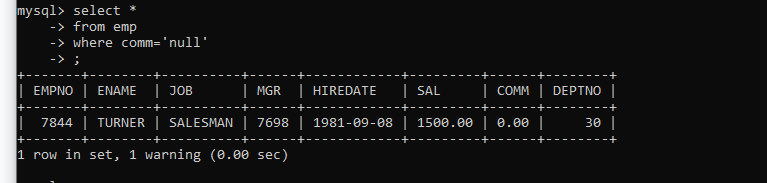 mysql> select *
    -> from emp
    -> where comm='null'
    -> ;
+-------+--------+----------+------+------------+---------+------+--------+
| EMPNO | ENAME  | JOB      | MGR  | HIREDATE   | SAL     | COMM | DEPTNO |
+-------+--------+----------+------+------------+---------+------+--------+
|  7844 | TURNER | SALESMAN | 7698 | 1981-09-08 | 1500.00 | 0.00 |     30 |
+-------+--------+----------+------+------------+---------+------+--------+
1 row in set, 1 warning (0.00 sec)